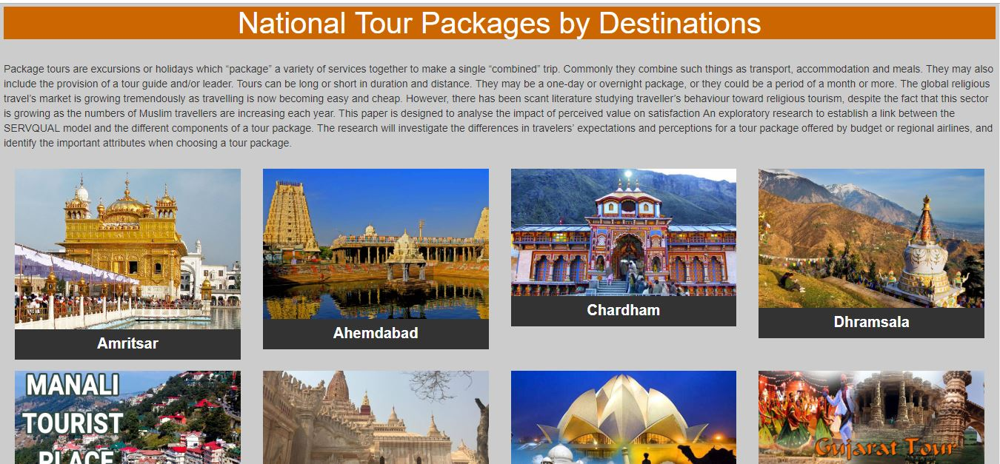 National Tour Packages by Destinations
Package tours are excursions or holidays which “package” a variety of services together to make a single “combined” trip. Commonly they combine such things as transport, accommodation and meals. They may also
include the provision of a tour guide and/or leader. Tours can be long or short in duration and distance. They may be a one-day or overnight package, or they could be a period of a month or more. The global religious
travel’s market is growing tremendously as travelling is now becoming easy and cheap. However, there has been scant literature studying traveller’s behaviour toward religious tourism, despite the fact that this sector
is growing as the numbers of Muslim travellers are increasing each year. This paper is designed to analyse the impact of perceived value on satisfaction An exploratory research to establish a link between the
SERVQUAL model and the different components of a tour package. The research will investigate the differences in travelers’ expectations and perceptions for a tour package offered by budget or regional airlines, and
identify the important attributes when choosing a tour package.
Amritsar
Ahemdabad
Chardham
Dhramsala
MANALI
TOURIST
PLACE
Gujarat Tour